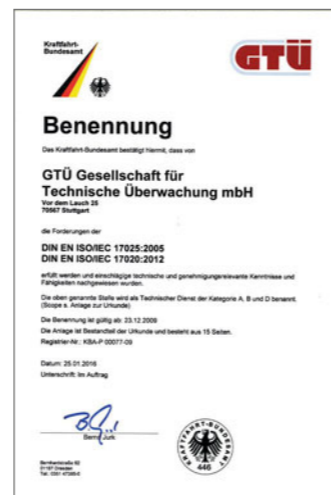 Kraftfahrt-
Bundesamt
GTÜ
Benennung
Das Kraftfahrt-Bundesamt bestätigt hiermit, dass von
GTÜ Gesellschaft für
Technische Überwachung mbH
Vor dem Lauch 25
70567 Stuttgart
die Forderungen der
DIN EN ISO/IEC 17025:2005
DIN EN ISO/IEC 17020:2012
erfüllt werden und einschlägige technische und genehmigungsrelevante Kenntnisse und
Fähigkeiten nachgewiesen wurden.
Die oben genannte Stelle wird als Technischer Dienst der Kategorie A, B und D benannt.
(Scope s. Anlage zur Urkunde)
Die Benennung ist gültig ab: 23.12.2009
Die Anlage ist Bestandteil der Urkunde und besteht aus 15 Seiten.
Registrier-Nr.: KBA-P 00077-09
Datum: 25.01.2016
Unterschrift: Im Auftrag
Bernd Jurk
KRAFTFAHRT-BUNDESAMT
446
Bernhardstraße 62
01187 Dresden